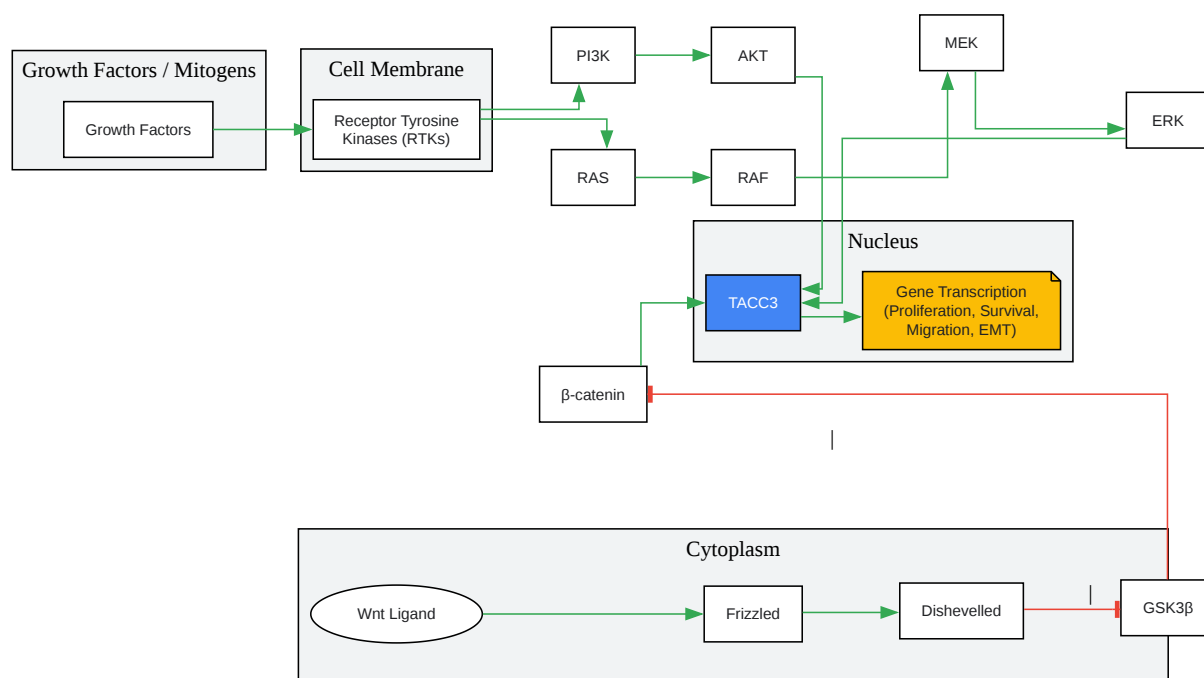 Growth Factors / Mitogens
Growth Factors
Cell Membrane
Receptor Tyrosine
Kinases (RTKs)
PI3K
AKT
MEK
ERK
RAS
RAF
Nucleus
TACC3
Gene Transcription
(Proliferation, Survival,
Migration, EMT)
β-catenin
|
Cytoplasm
Wnt Ligand
Frizzled
Dishevelled
|
GSK3β